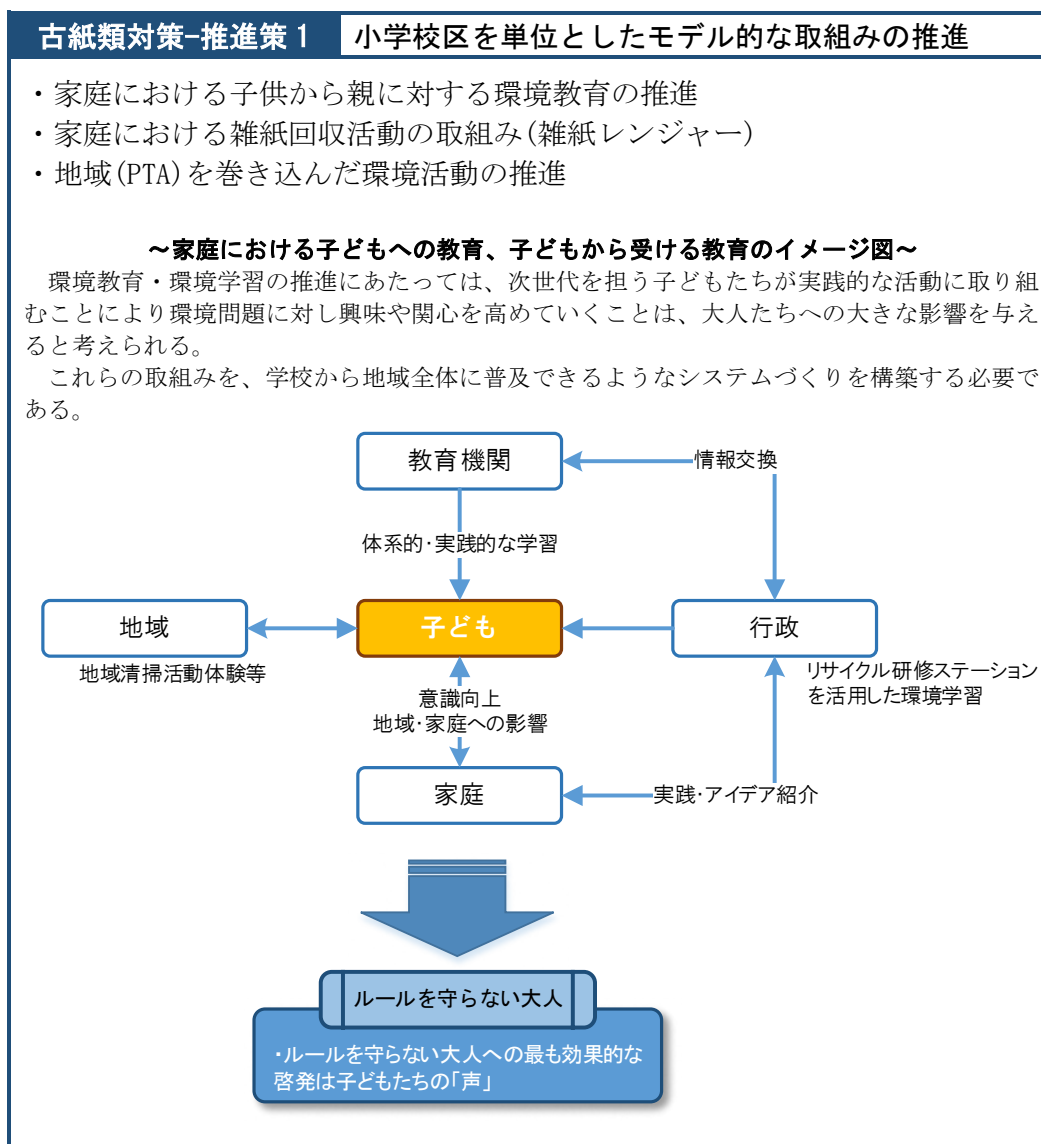 古紙類対策-推進策1 小学校区を単位としたモデル的な取組みの推進
・家庭における子供から親に対する環境教育の推進
・家庭における雑紙回収活動の取組み(雑紙レンジャー)
・地域(PTA)を巻き込んだ環境活動の推進
～家庭における子どもへの教育、子どもから受ける教育のイメージ図～
環境教育・環境学習の推進にあたっては、次世代を担う子どもたちが実践的な活動に取り組
むことにより環境問題に対し興味や関心を高めていくことは、大人たちへの大きな影響を与え
ると考えられる。
これらの取組みを、学校から地域全体に普及できるようなシステムづくりを構築する必要で
ある。
教育機関
情報交換
体系的・実践的な学習
地域
子ども
行政
地域清掃活動体験等
リサイクル研修ステーション
を活用した環境学習
意識向上
地域・家庭への影響
家庭
実践・アイデア紹介
ルールを守らない大人
・ルールを守らない大人への最も効果的な
啓発は子どもたちの「声」